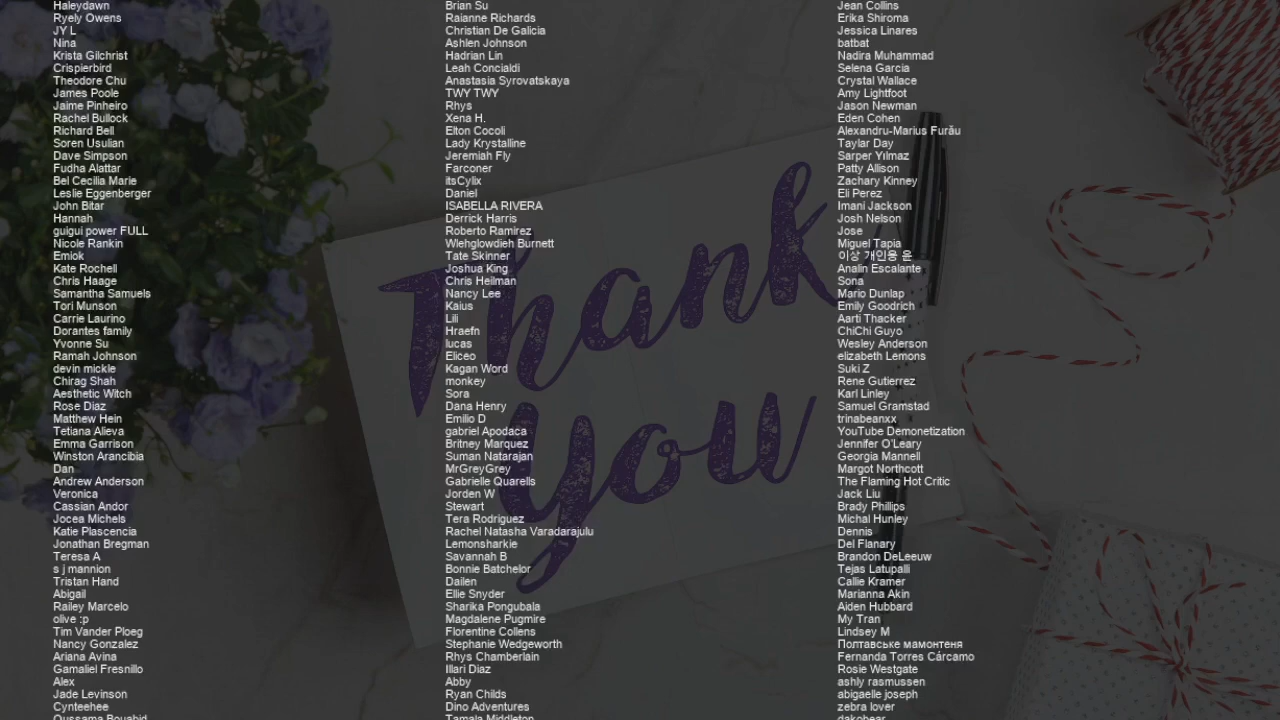 Haleydawn
Ryely Owens
JY L
Nina
Krista Gilchrist
Crispierbird
Theodore Chu
James Poole
Jaime Pinheiro
Rachel Bullock
Richard Bell
Soren Usulian
Dave Simpson
Fudha Alattar
Bel Cecilia Marie
Leslie Eggenberger
John Bitar
Hannah
guigui power FULL
Nicole Rankin
Emiok
Kate Rochell
Chris Haage
Samantha Samuels
Tori Munson
Carrie Laurino
Dorantes family
Yvonne Su
Ramah Johnson
devin mickle
Chirag Shah
Aesthetic Witch
Rose Diaz
Matthew Hein
Tetiana Alieva
Emma Garrison
Winston Arancibia
Dan
Andrew Anderson
Veronica
Cassian Andor
Jocea Michels
Katie Plascencia
Jonathan Bregman
Teresa A
s j mannion
Tristan Hand
Abigail
Railey Marcelo
olive :p
Tim Vander Ploeg
Nancy Gonzalez
Ariana Avina
Gamaliel Fresnillo
Alex
Jade Levinson
Cynteehee
Oussama Bouabid
Brian Su
Raianne Richards
Christian De Galicia
Ashlen Johnson
Hadrian Lin
Leah Concialdi
Anastasia Syrovatskaya
TWY TWY
Rhys
Xena H.
Elton Cocoli
Lady Krystalline
Jeremiah Fly
Farconer
itsCylix
Daniel
ISABELLA RIVERA
Derrick Harris
Roberto Ramirez
Wlehglowdieh Burnett
Tate Skinner
Joshua King
Chris Heilman
Nancy Lee
Kaius
Lili
Hraefn
lucas
Eliceo
Kagan Word
monkey
Sora
Dana Henry
Emilio D
gabriel Apodaca
Britney Marquez
Suman Natarajan
MrGreyGrey
Gabrielle Quarells
Jorden W
Stewart
Tera Rodriguez
Rachel Natasha Varadarajulu
Lemonsharkie
Savannah B
Bonnie Batchelor
Dailen
Ellie Snyder
Sharika Pongubala
Magdalene Pugmire
Florentine Collens
Stephanie Wedgeworth
Rhys Chamberlain
Illari Diaz
Abby
Ryan Childs
Dino Adventures
Tamala Middleton
Jean Collins
Erika Shiroma
Jessica Linares
batbat
Nadira Muhammad
Selena Garcia
Crystal Wallace
Amy Lightfoot
Jason Newman
Eden Cohen
Alexandru-Marius Furău
Taylar Day
Sarper Yılmaz
Patty Allison
Zachary Kinney
Eli Perez
Imani Jackson
Josh Nelson
Jose
Miguel Tapia
이상 개인용 윤
Analin Escalante
Sona
Mario Dunlap
Emily Goodrich
Aarti Thacker
ChiChi Guyo
Wesley Anderson
elizabeth Lemons
Suki Z
Rene Gutierrez
Karl Linley
Samuel Gramstad
trinabeanxx
YouTube Demonetization
Jennifer O'Leary
Georgia Mannell
Margot Northcott
The Flaming Hot Critic
Jack Liu
Brady Phillips
Michal Hunley
Dennis
Del Flanary
Brandon DeLeeuw
Tejas Latupalli
Callie Kramer
Marianna Akin
Aiden Hubbard
My Tran
Lindsey M
Полтавське мамонтеня
Fernanda Torres Cárcamo
Rosie Westgate
ashly rasmussen
abigaelle joseph
zebra lover
dakobear
Thank
you